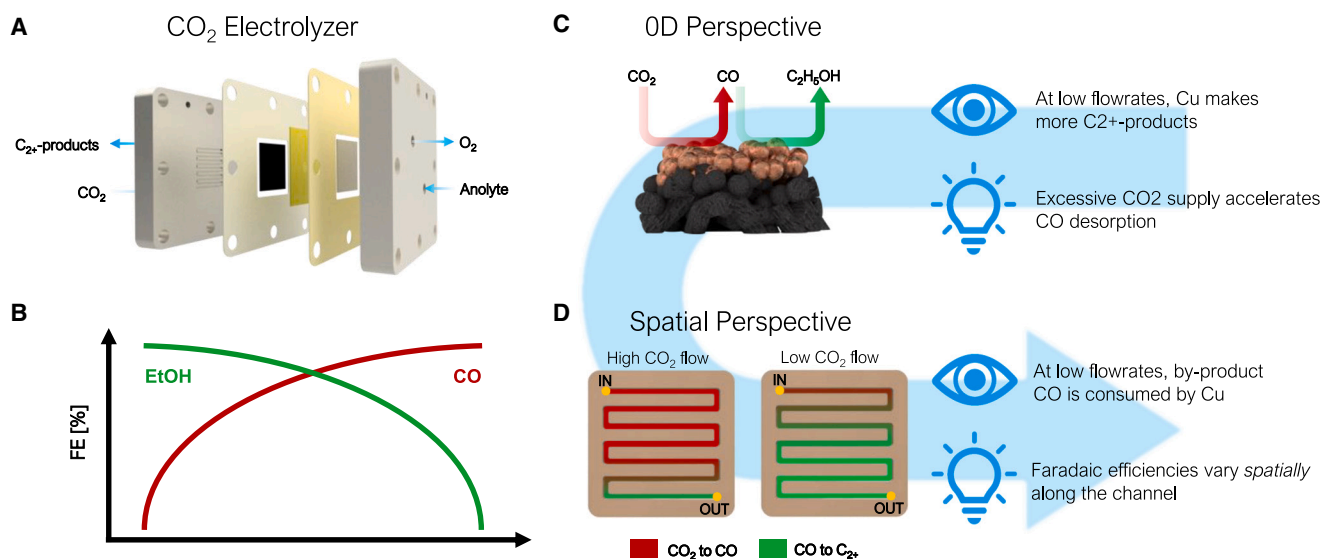 A
CO₂ Electrolyzer
C₂₊-products
CO₂
O₂
Anolyte
B
FE [%]
EtOH
CO
C
0D Perspective
CO₂
CO
C₂H₅OH
At low flowrates, Cu makes
more C2+-products
Excessive CO2 supply accelerates
CO desorption
D
Spatial Perspective
High CO₂ flow
IN
OUT
Low CO₂ flow
IN
OUT
CO₂ to CO
CO to C₂₊
At low flowrates, by-product
CO is consumed by Cu
Faradaic efficiencies vary spatially
along the channel